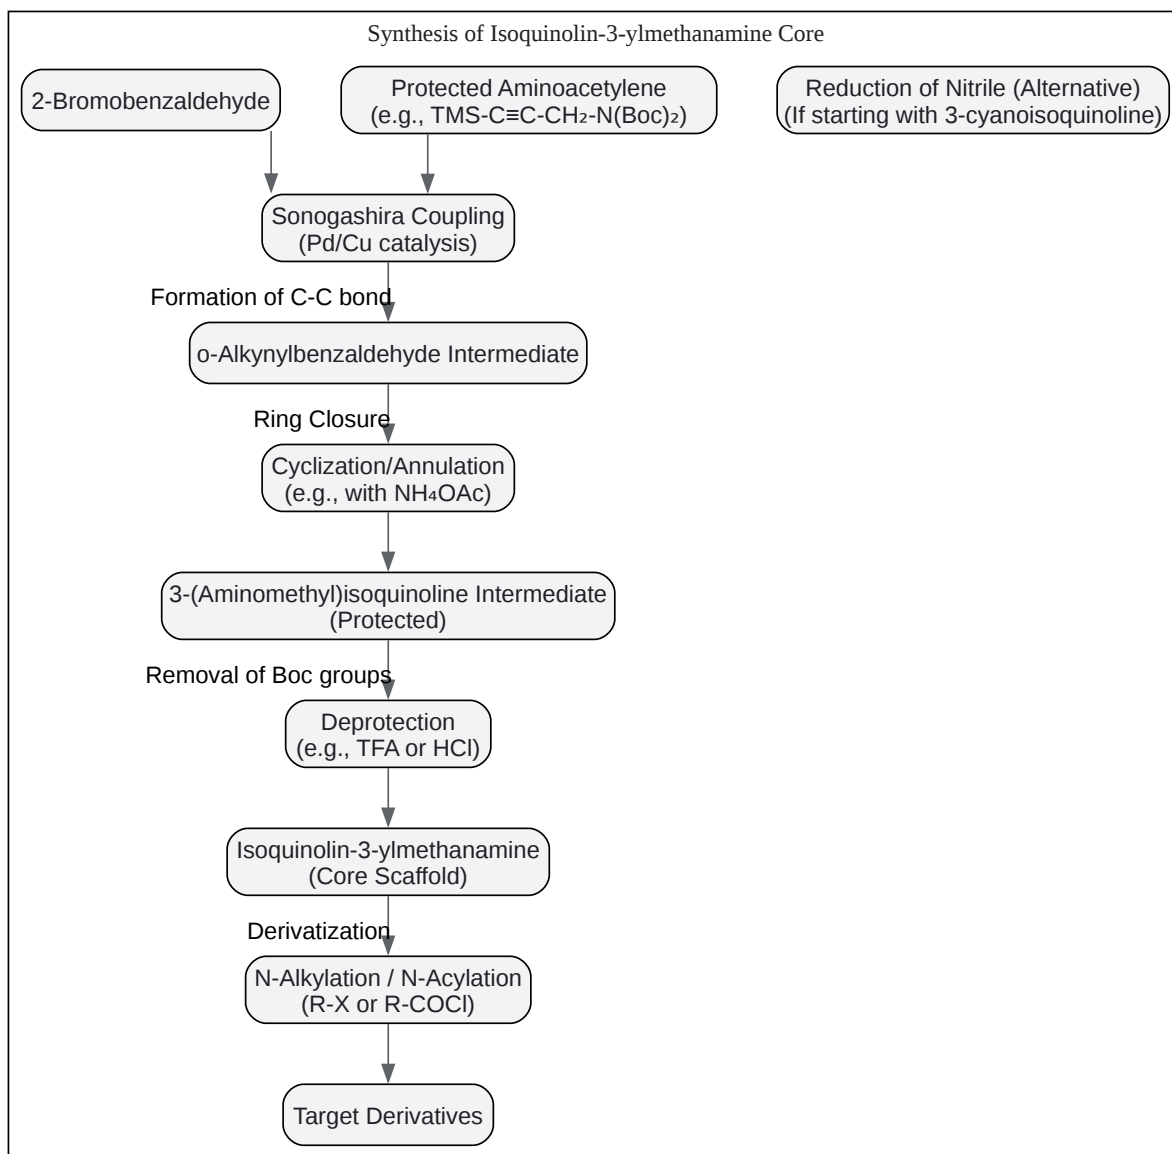 Synthesis of Isoquinolin-3-ylmethanamine Core
2-Bromobenzaldehyde
Protected Aminoacetylene
(e.g., TMS-C≡C-CH₂-N(Boc)₂)
Reduction of Nitrile (Alternative)
(If starting with 3-cyanoisoquinoline)
Sonogashira Coupling
(Pd/Cu catalysis)
Formation of C-C bond
o-Alkynylbenzaldehyde Intermediate
Ring Closure
Cyclization/Annulation
(e.g., with NH₄OAc)
3-(Aminomethyl)isoquinoline Intermediate
(Protected)
Removal of Boc groups
Deprotection
(e.g., TFA or HCl)
Isoquinolin-3-ylmethanamine
(Core Scaffold)
Derivatization
N-Alkylation / N-Acylation
(R-X or R-COCl)
Target Derivatives